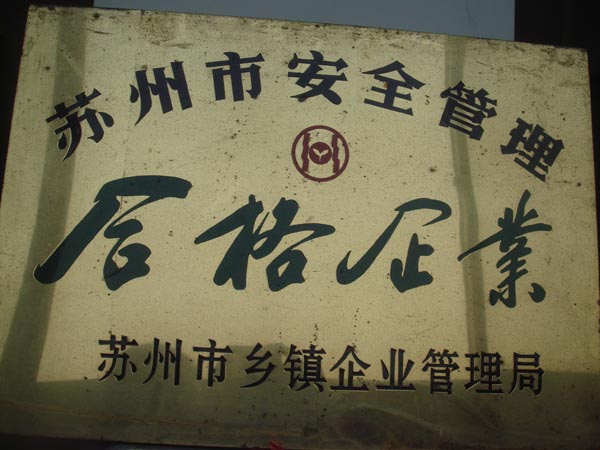 苏州市安全管理
合格企業
苏州市乡镇企业管理局